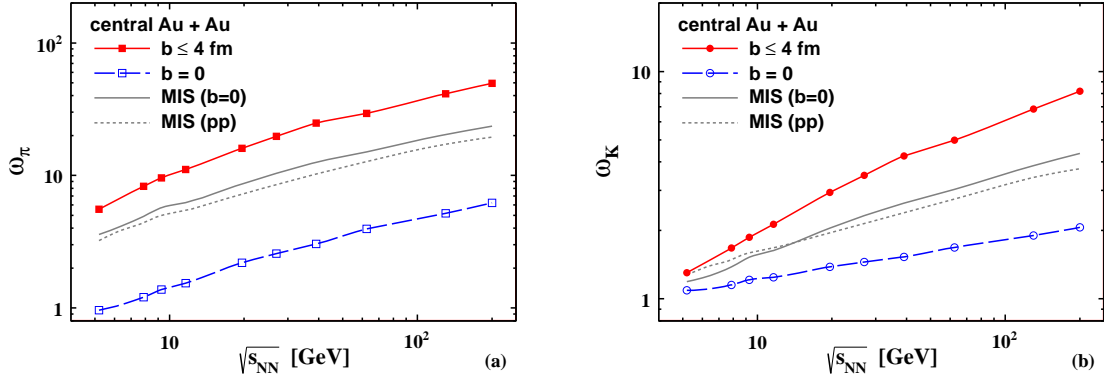 central Au + Au
b ≤ 4 fm
b = 0
MIS (b=0)
MIS (pp)
ω_π
10²
10
1
10
10²
√s_NN [GeV]
(a)
central Au + Au
b ≤ 4 fm
b = 0
MIS (b=0)
MIS (pp)
ω_K
10
1
10
10²
√s_NN [GeV]
(b)